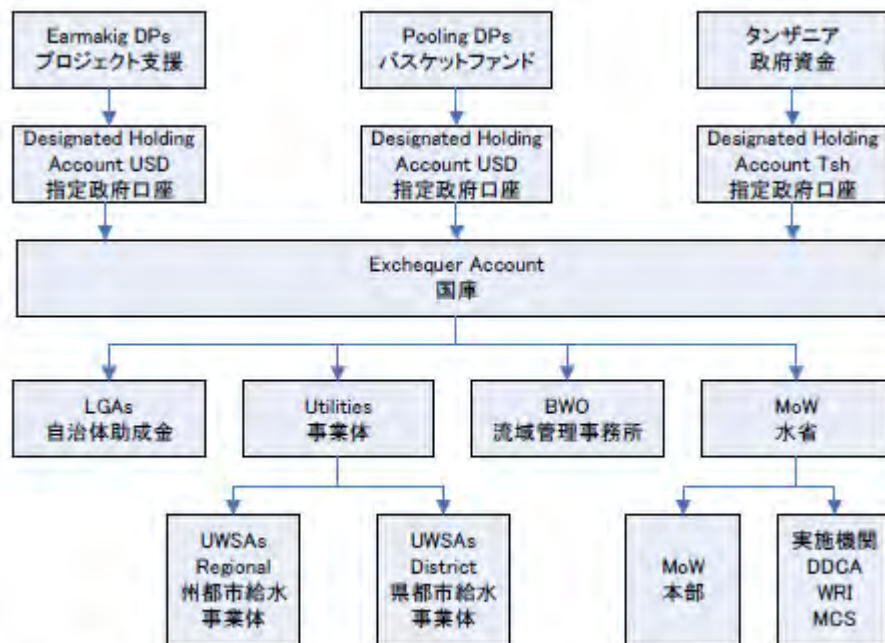 Earmakig DPs
プロジェクト支援
Pooling DPs
バスケットファンド
タンザニア
政府資金
Designated Holding
Account USD
指定政府口座
Designated Holding
Account USD
指定政府口座
Designated Holding
Account Tsh
指定政府口座
Exchequer Account
国庫
LGAs
自治体助成金
Utilities
事業体
BWO
流域管理事務所
MoW
水省
UWSAs
Regional
州都市給水
事業体
UWSAs
District
県都市給水
事業体
MoW
本部
実施機関
DDCA
WRI
MCS